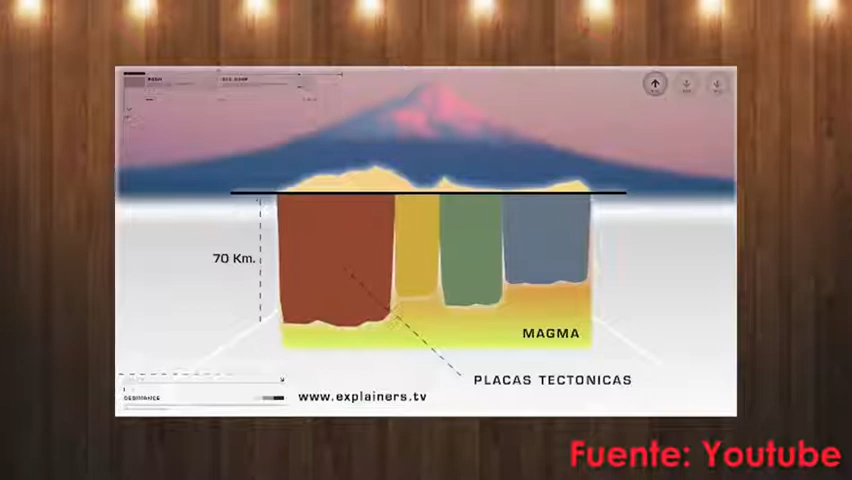 70 Km.
MAGMA
PLACAS TECTONICAS
www.explainers.tv
Fuente: Youtube